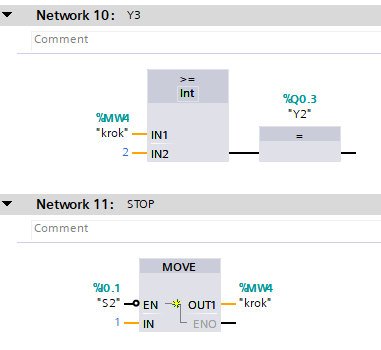 Network 10: Y3
Comment
>=
Int
%MW4
"krok"
IN1
2
IN2
%Q0.3
"Y2"
=
Network 11: STOP
Comment
MOVE
%I0.1
"S2"
EN
OUT1
%MW4
"krok"
1
IN
ENO